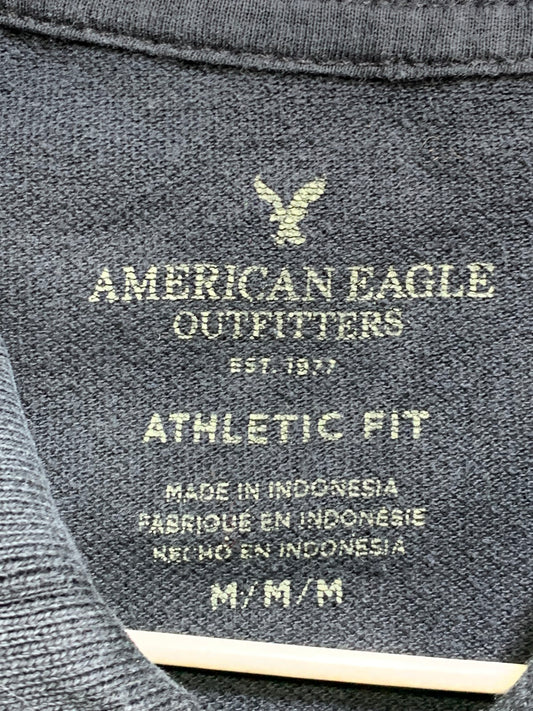 AMERICAN EAGLE
OUTFITTERS
EST. 1977
ATHLETIC FIT
MADE IN INDONESIA
FABRIQUE EN INDONESIE
HECHO EN INDONESIA
M/M/M